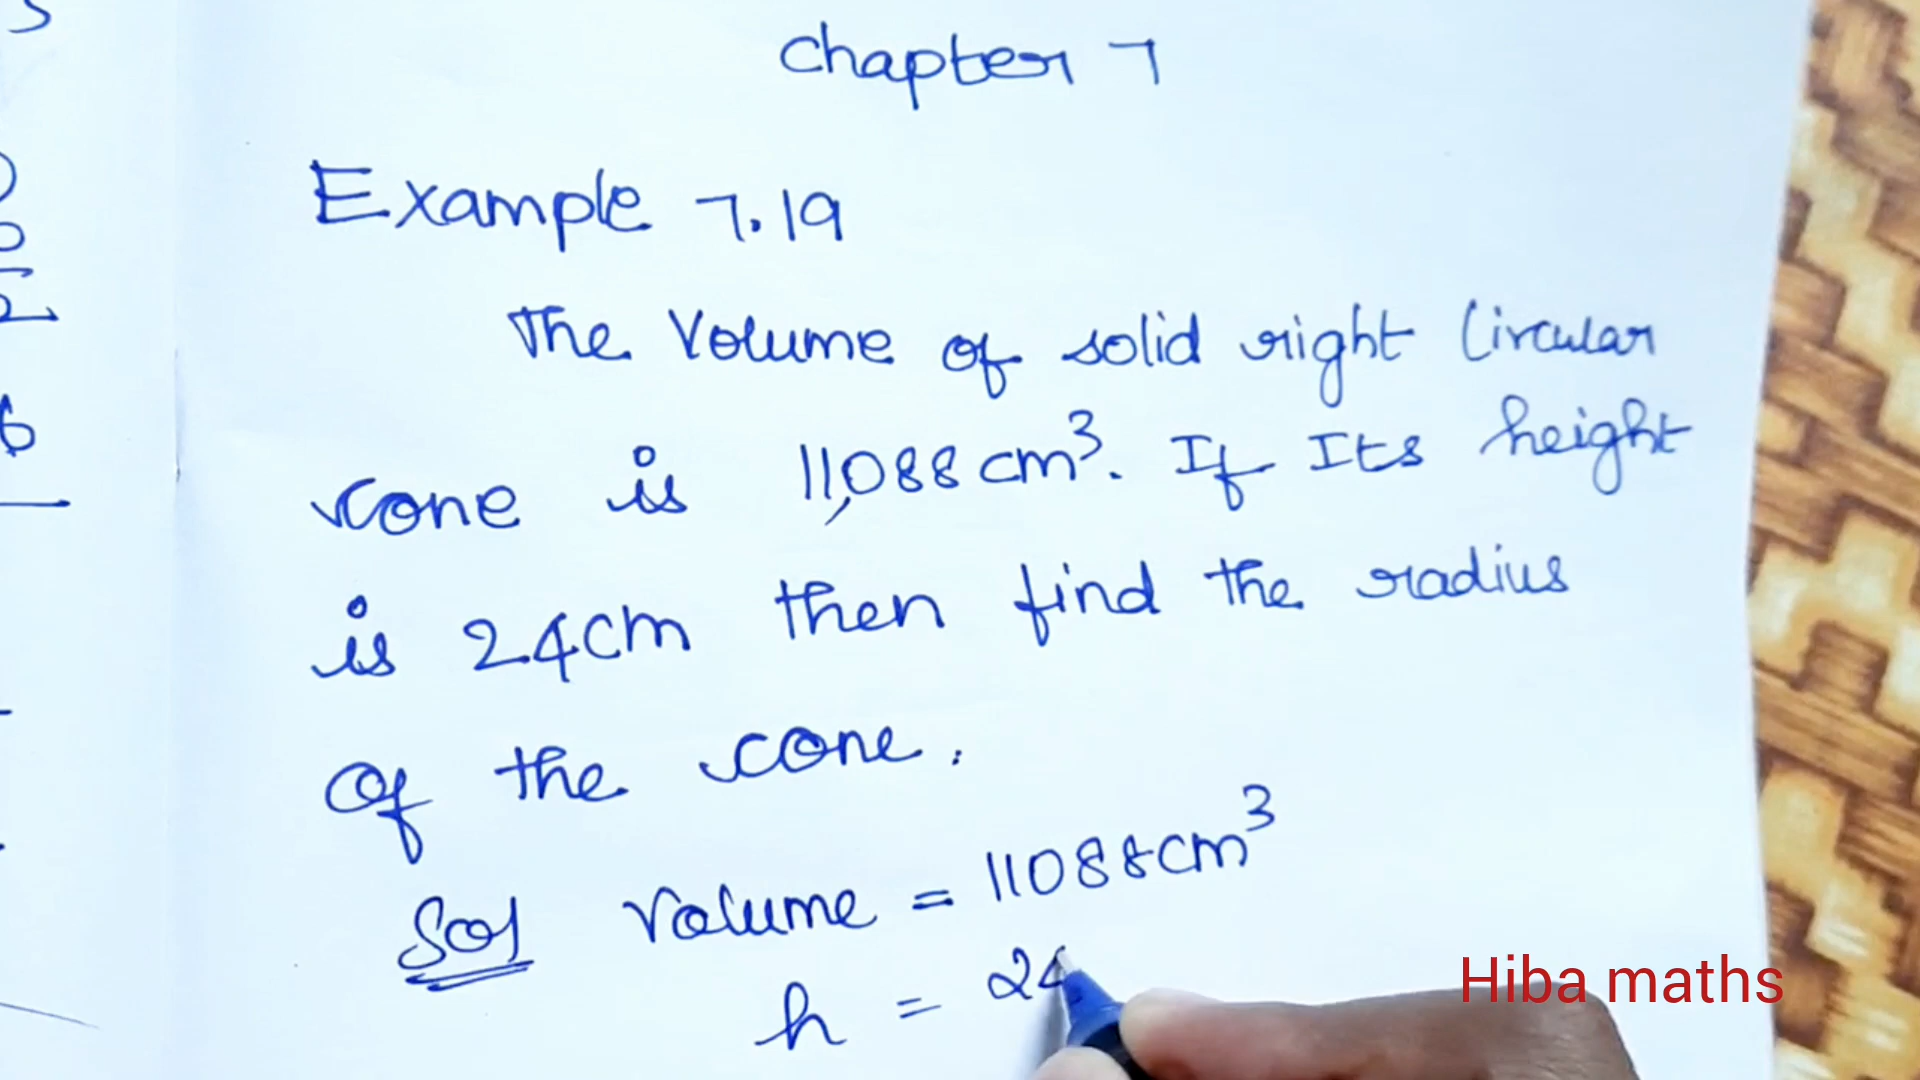 Chapter 7
Example 7.19
The Volume of solid right Circular
cone is 11,088 cm³. If Its height
is 24cm then find the radius
of the cone.
Sol Volume = 11088cm³
h = 24
Hiba maths